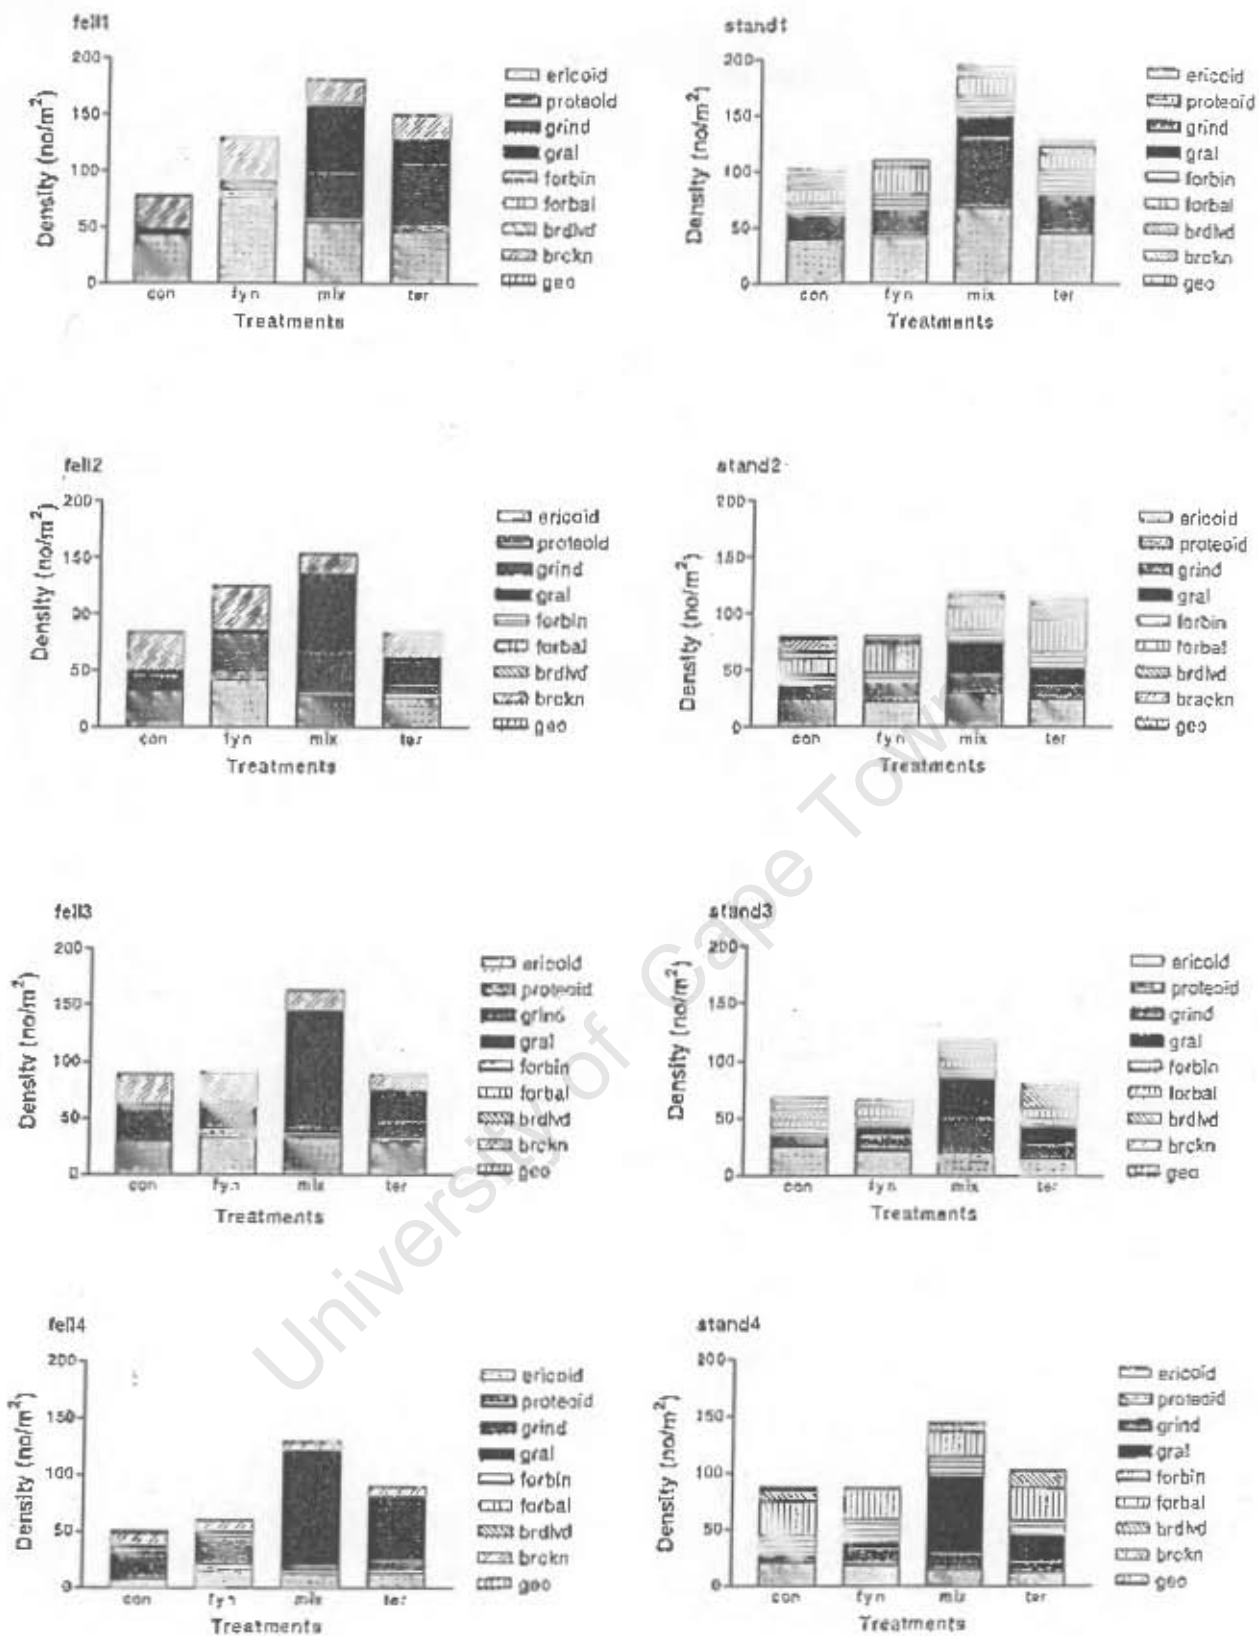 fell1
200
150
100
50
0
Density (no/m²)
con fyn mix ter
Treatments
ericoid
proteoid
grind
gral
forbin
forbal
brdlvd
brckn
geo
stand1
200
150
100
50
0
Density (no/m²)
con fyn mix ter
Treatments
ericoid
proteoid
grind
gral
forbin
forbal
brdlvd
brckn
geo
fell2
200
150
100
50
0
Density (no/m²)
con fyn mix ter
Treatments
ericoid
proteoid
grind
gral
forbin
forbal
brdlvd
brckn
geo
stand2
200
150
100
50
0
Density (no/m²)
con fyn mix ter
Treatments
ericoid
proteoid
grind
gral
forbin
forbal
brdlvd
brackn
geo
fell3
200
150
100
50
0
Density (no/m²)
con fyn mix ter
Treatments
ericoid
proteoid
grind
gral
forbin
forbal
brdlvd
brckn
geo
stand3
200
150
100
50
0
Density (no/m²)
con fyn mix ter
Treatments
ericoid
proteoid
grind
gral
forbin
forbal
brdlvd
brckn
geo
fell4
200
150
100
50
0
Density (no/m²)
con fyn mix ter
Treatments
ericoid
proteoid
grind
gral
forbin
forbal
brdlvd
brckn
geo
stand4
200
150
100
50
0
Density (no/m²)
con fyn mix ter
Treatments
ericoid
proteoid
grind
gral
forbin
forbal
brdlvd
brckn
geo
University of Cape Town